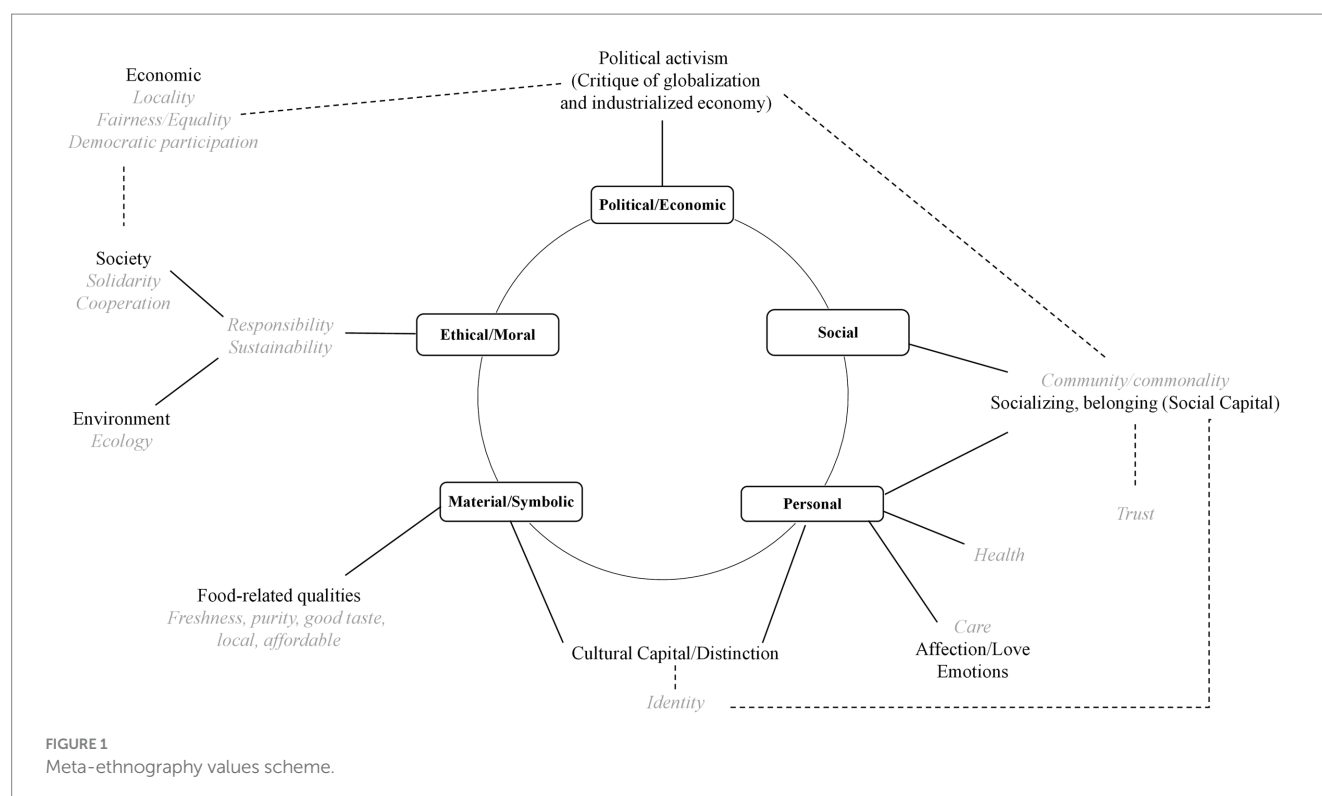 Political activism
(Critique of globalization
and industrialized economy)
Economic
Locality
Fairness/Equality
Democratic participation
Political/Economic
Society
Solidarity
Cooperation
Responsibility
Sustainability
Ethical/Moral
Social
Community/commonality
Socializing, belonging (Social Capital)
Environment
Ecology
Material/Symbolic
Personal
Trust
Health
Food-related qualities
Freshness, purity, good taste,
local, affordable
Care
Affection/Love
Emotions
Cultural Capital/Distinction
Identity
FIGURE 1
Meta-ethnography values scheme.